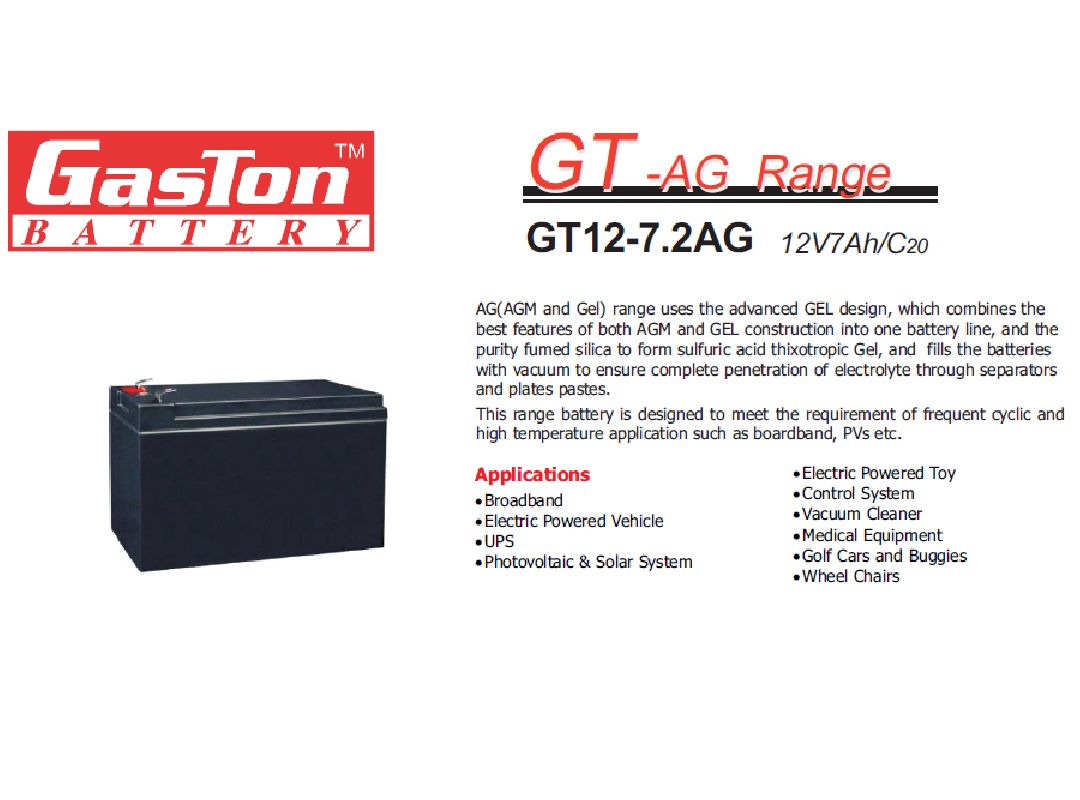 GasTon™
BATTERY
GT-AG Range
GT12-7.2AG 12V7Ah/C20
AG(AGM and Gel) range uses the advanced GEL design, which combines the
best features of both AGM and GEL construction into one battery line, and the
purity fumed silica to form sulfuric acid thixotropic Gel, and fills the batteries
with vacuum to ensure complete penetration of electrolyte through separators
and plates pastes.
This range battery is designed to meet the requirement of frequent cyclic and
high temperature application such as boardband, PVs etc.
Applications
•Broadband
•Electric Powered Vehicle
•UPS
•Photovoltaic & Solar System
•Electric Powered Toy
•Control System
•Vacuum Cleaner
•Medical Equipment
•Golf Cars and Buggies
•Wheel Chairs